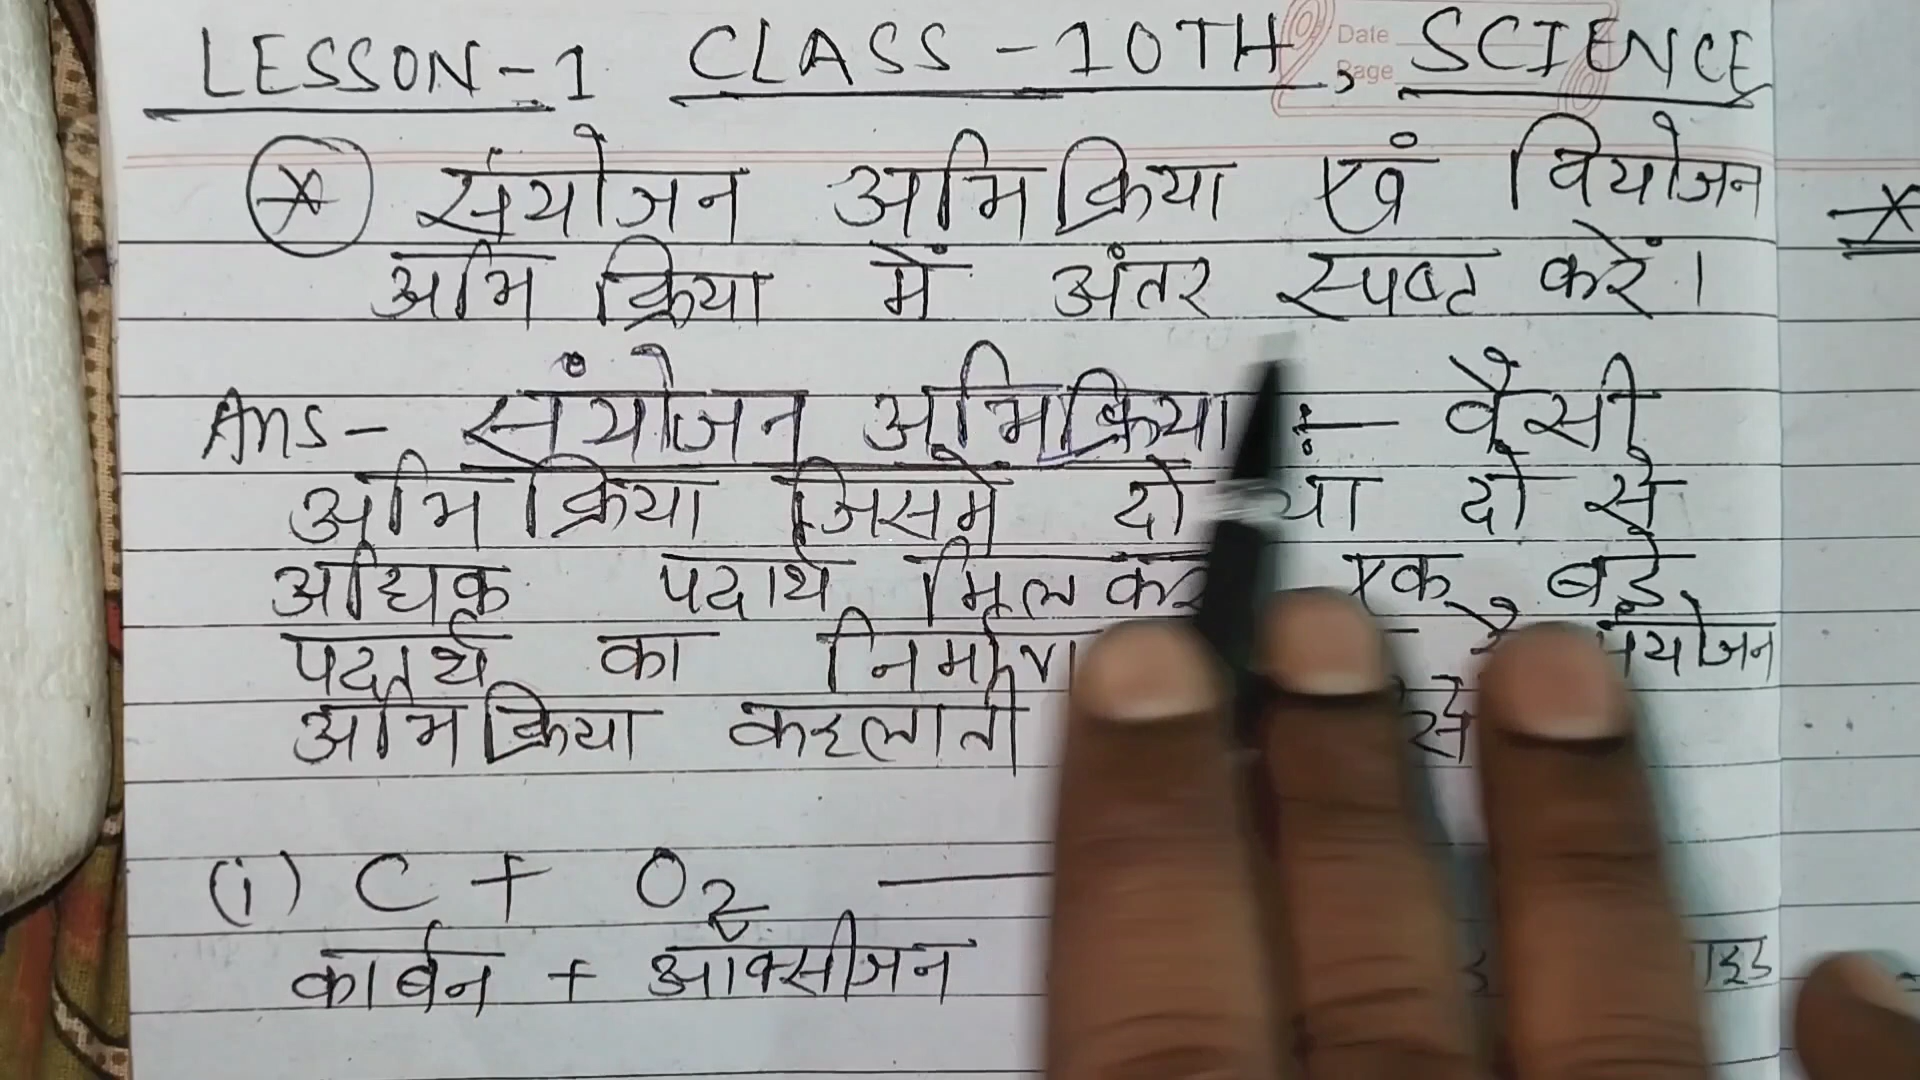 LESSON-1 CLASS-10TH, SCIENCE
Date
Page
संयोजन अभिक्रिया एवं वियोजन
अभिक्रिया में अंतर स्पष्ट करें।
Ans- संयोजन अभिक्रिया :- वैसी
अभिक्रिया जिसमे दो या दो से
अधिक पदार्थ मिलकर एक बड़े
पदार्थ का संयोजन
अभिक्रिया कहलाती
(i) C + O2
कार्बन + ऑक्सीजन